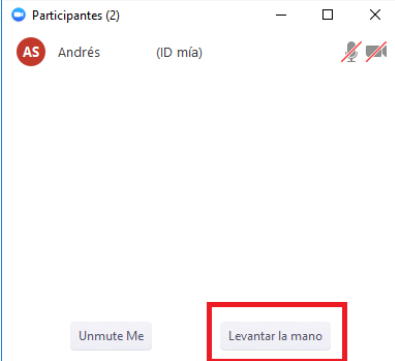 Participantes (2)
AS Andrés (ID mía)
Unmute Me Levantar la mano